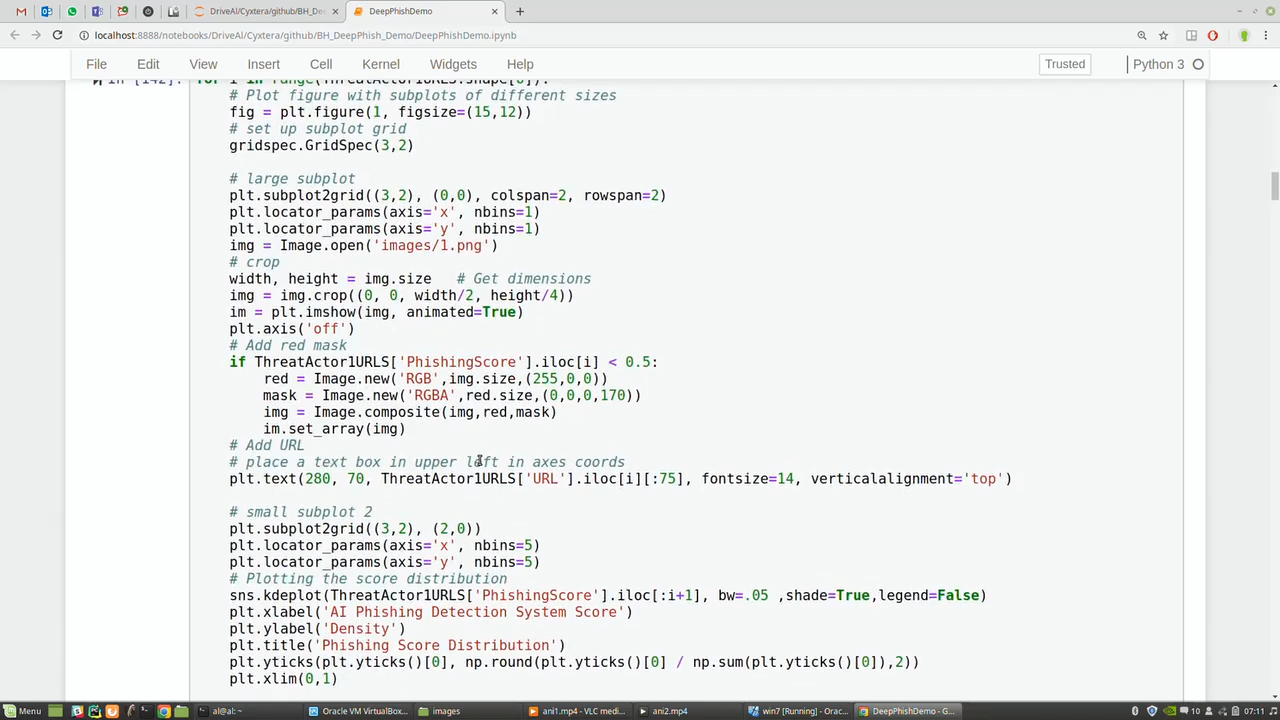 DriveAI/Cyxtera/github/BH_De
DeepPhishDemo
localhost:8888/notebooks/DriveAI/Cyxtera/github/BH_DeepPhish_Demo/DeepPhishDemo.ipynb
File Edit View Insert Cell Kernel Widgets Help Trusted Python 3
In [142]: for i in range(ThreatActor1URLS.shape[0]):
# Plot figure with subplots of different sizes
fig = plt.figure(1, figsize=(15,12))
# set up subplot grid
gridspec.GridSpec(3,2)
# large subplot
plt.subplot2grid((3,2), (0,0), colspan=2, rowspan=2)
plt.locator_params(axis='x', nbins=1)
plt.locator_params(axis='y', nbins=1)
img = Image.open('images/1.png')
# crop
width, height = img.size # Get dimensions
img = img.crop((0, 0, width/2, height/4))
im = plt.imshow(img, animated=True)
plt.axis('off')
# Add red mask
if ThreatActor1URLS['PhishingScore'].iloc[i] < 0.5:
red = Image.new('RGB',img.size,(255,0,0))
mask = Image.new('RGBA',red.size,(0,0,0,170))
img = Image.composite(img,red,mask)
im.set_array(img)
# Add URL
# place a text box in upper left in axes coords
plt.text(280, 70, ThreatActor1URLS['URL'].iloc[i][:75], fontsize=14, verticalalignment='top')
# small subplot 2
plt.subplot2grid((3,2), (2,0))
plt.locator_params(axis='x', nbins=5)
plt.locator_params(axis='y', nbins=5)
# Plotting the score distribution
sns.kdeplot(ThreatActor1URLS['PhishingScore'].iloc[:i+1], bw=.05 ,shade=True,legend=False)
plt.xlabel('AI Phishing Detection System Score')
plt.ylabel('Density')
plt.title('Phishing Score Distribution')
plt.yticks(plt.yticks()[0], np.round(plt.yticks()[0] / np.sum(plt.yticks()[0]),2))
plt.xlim(0,1)
Menu al@al: ~ Oracle VM VirtualBox... images ani1.mp4 - VLC medi... ani2.mp4 win7 [Running] - Orac... DeepPhishDemo - G... 10 07:11